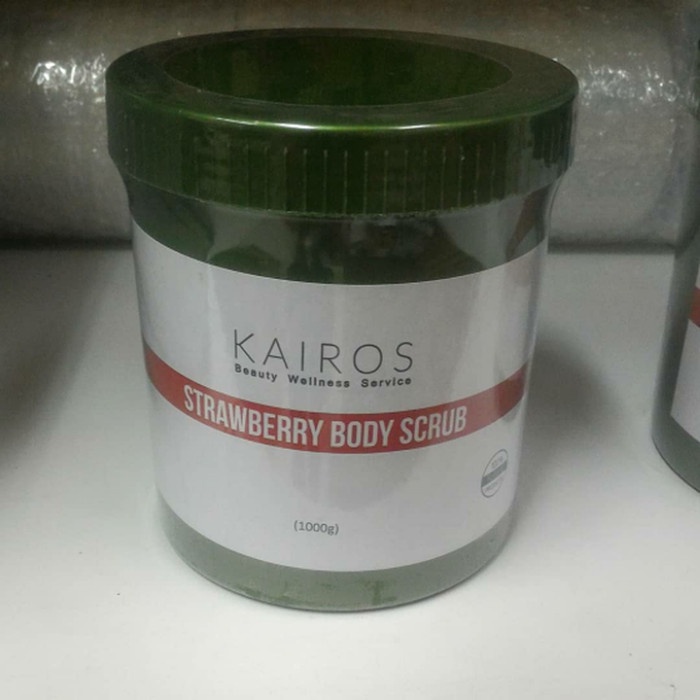 KAIROS
Beauty Wellness Service
STRAWBERRY BODY SCRUB
(1000g)